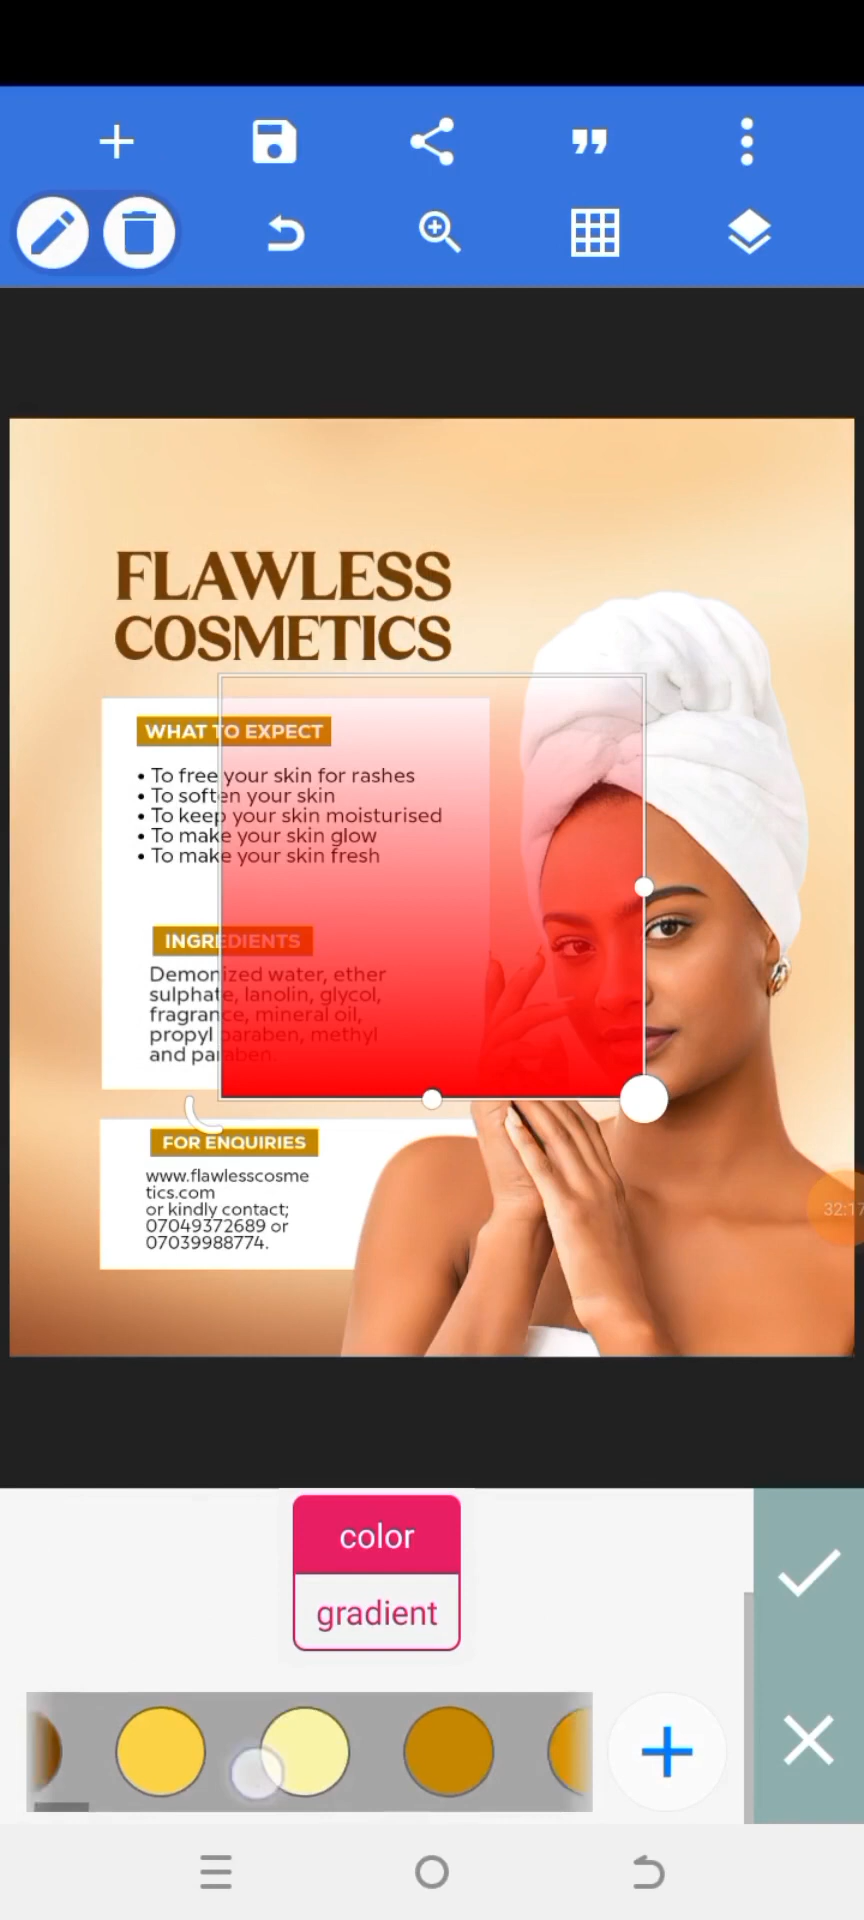 FLAWLESS
COSMETICS
WHAT TO EXPECT
• To free your skin for rashes
• To soften your skin
• To keep your skin moisturised
• To make your skin glow
• To make your skin fresh
INGREDIENTS
Demonized water, ether
sulphate, lanolin, glycol,
fragrance, mineral oil,
propyl paraben, methyl
and paraben.
FOR ENQUIRIES
www.flawlesscosme
tics.com
or kindly contact;
07049372689 or
07039988774.
32:17
color
gradient